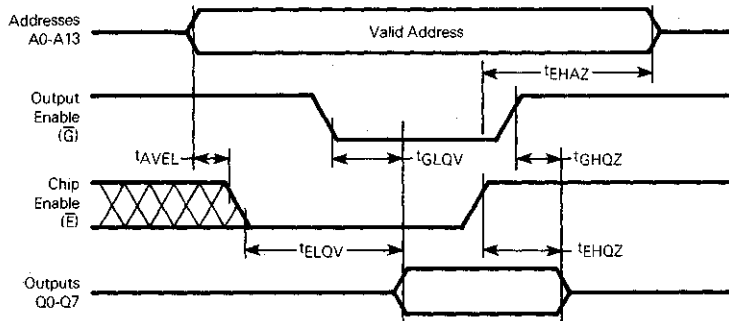 Addresses
A0-A13
Valid Address
tEHAZ
Output
Enable
(G̅)
tAVEL
tGLQV
tGHQZ
Chip
Enable
(E̅)
tELQV
tEHQZ
Outputs
Q0-Q7